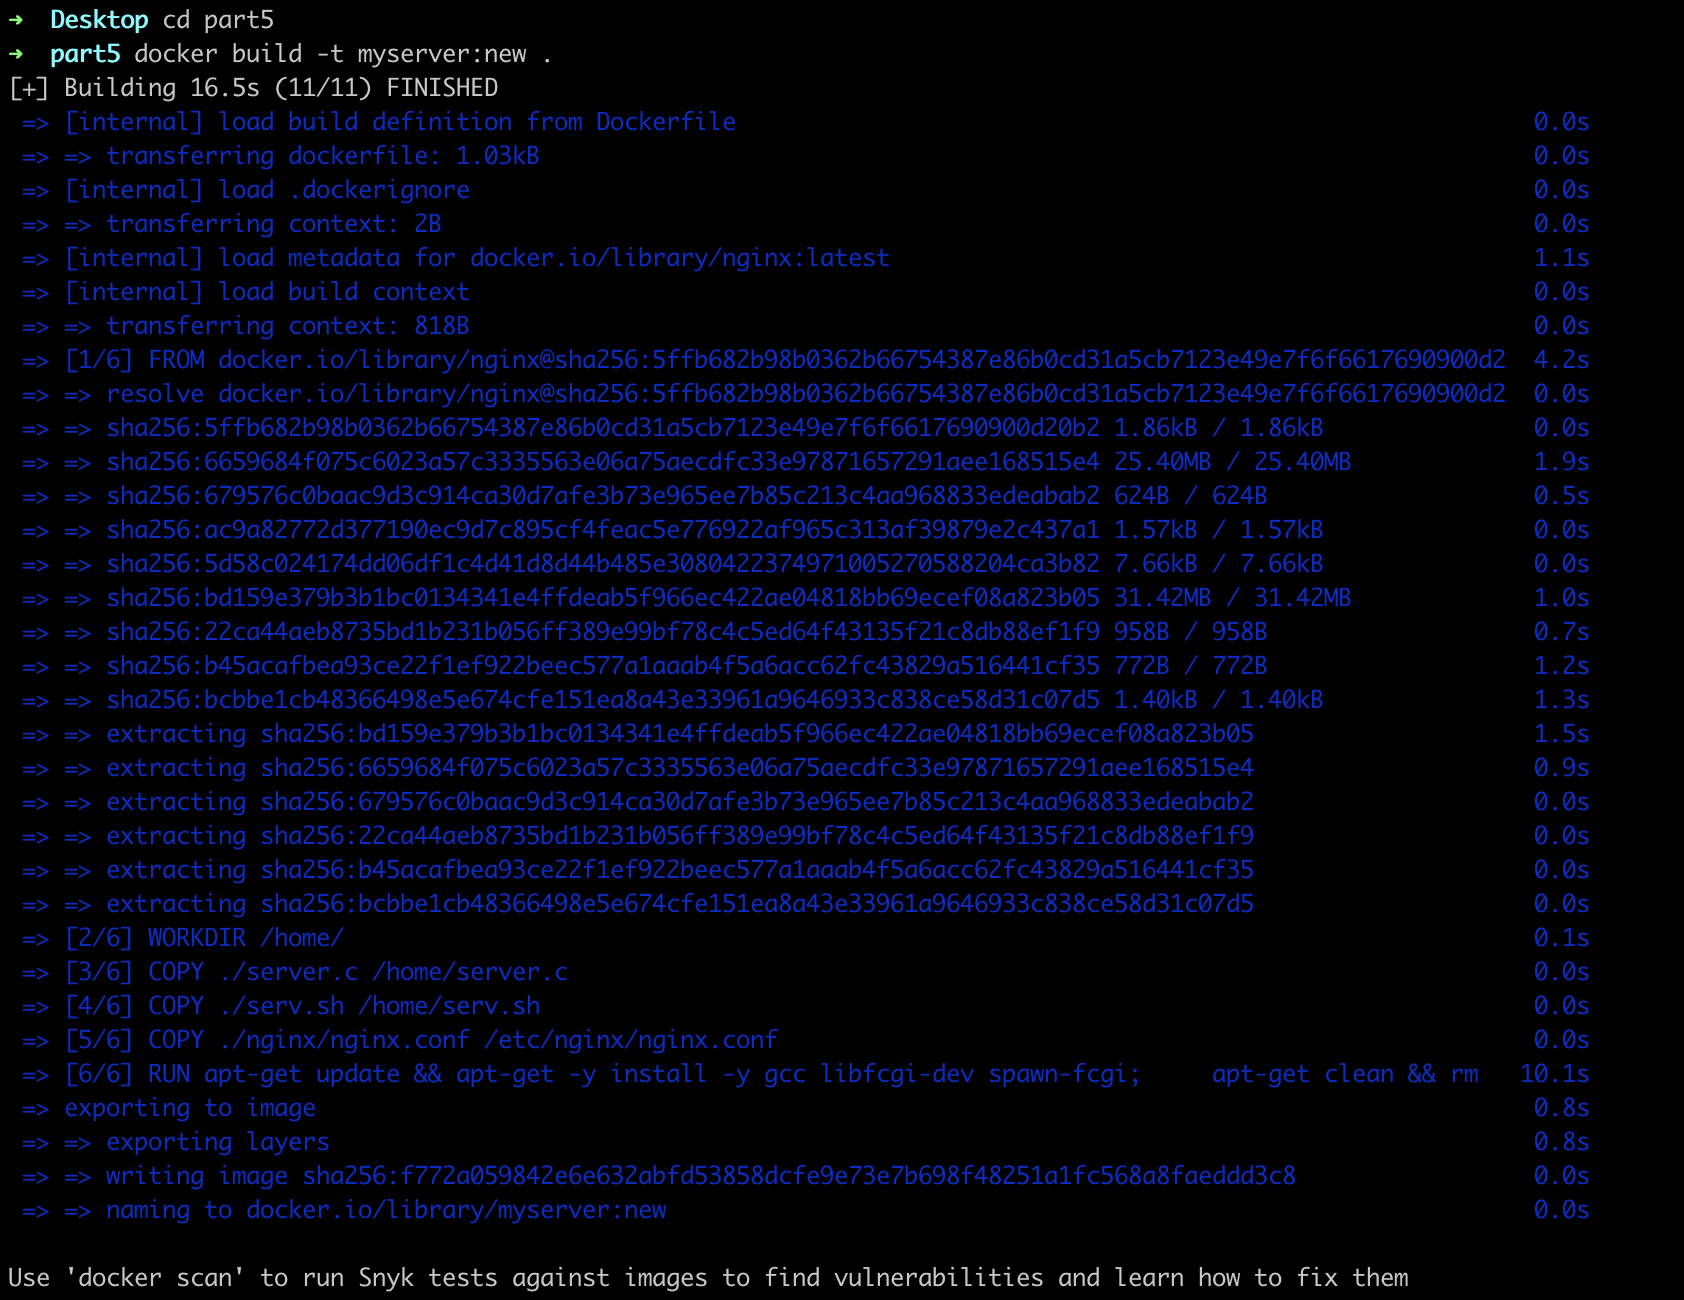 ➜  Desktop cd part5
➜  part5 docker build -t myserver:new .
[+] Building 16.5s (11/11) FINISHED
 => [internal] load build definition from Dockerfile 0.0s
 => => transferring dockerfile: 1.03kB 0.0s
 => [internal] load .dockerignore 0.0s
 => => transferring context: 2B 0.0s
 => [internal] load metadata for docker.io/library/nginx:latest 1.1s
 => [internal] load build context 0.0s
 => => transferring context: 818B 0.0s
 => [1/6] FROM docker.io/library/nginx@sha256:5ffb682b98b0362b66754387e86b0cd31a5cb7123e49e7f6f6617690900d2 4.2s
 => => resolve docker.io/library/nginx@sha256:5ffb682b98b0362b66754387e86b0cd31a5cb7123e49e7f6f6617690900d2 0.0s
 => => sha256:5ffb682b98b0362b66754387e86b0cd31a5cb7123e49e7f6f6617690900d20b2 1.86kB / 1.86kB 0.0s
 => => sha256:6659684f075c6023a57c3335563e06a75aecdfc33e97871657291aee168515e4 25.40MB / 25.40MB 1.9s
 => => sha256:679576c0baac9d3c914ca30d7afe3b73e965ee7b85c213c4aa968833edeabab2 624B / 624B 0.5s
 => => sha256:ac9a82772d377190ec9d7c895cf4feac5e776922af965c313af39879e2c437a1 1.57kB / 1.57kB 0.0s
 => => sha256:5d58c024174dd06df1c4d41d8d44b485e3080422374971005270588204ca3b82 7.66kB / 7.66kB 0.0s
 => => sha256:bd159e379b3b1bc0134341e4ffdeab5f966ec422ae04818bb69ecef08a823b05 31.42MB / 31.42MB 1.0s
 => => sha256:22ca44aeb8735bd1b231b056ff389e99bf78c4c5ed64f43135f21c8db88ef1f9 958B / 958B 0.7s
 => => sha256:b45acafbea93ce22f1ef922beec577a1aaab4f5a6acc62fc43829a516441cf35 772B / 772B 1.2s
 => => sha256:bcbbe1cb48366498e5e674cfe151ea8a43e33961a9646933c838ce58d31c07d5 1.40kB / 1.40kB 1.3s
 => => extracting sha256:bd159e379b3b1bc0134341e4ffdeab5f966ec422ae04818bb69ecef08a823b05 1.5s
 => => extracting sha256:6659684f075c6023a57c3335563e06a75aecdfc33e97871657291aee168515e4 0.9s
 => => extracting sha256:679576c0baac9d3c914ca30d7afe3b73e965ee7b85c213c4aa968833edeabab2 0.0s
 => => extracting sha256:22ca44aeb8735bd1b231b056ff389e99bf78c4c5ed64f43135f21c8db88ef1f9 0.0s
 => => extracting sha256:b45acafbea93ce22f1ef922beec577a1aaab4f5a6acc62fc43829a516441cf35 0.0s
 => => extracting sha256:bcbbe1cb48366498e5e674cfe151ea8a43e33961a9646933c838ce58d31c07d5 0.0s
 => [2/6] WORKDIR /home/ 0.1s
 => [3/6] COPY ./server.c /home/server.c 0.0s
 => [4/6] COPY ./serv.sh /home/serv.sh 0.0s
 => [5/6] COPY ./nginx/nginx.conf /etc/nginx/nginx.conf 0.0s
 => [6/6] RUN apt-get update && apt-get -y install -y gcc libfcgi-dev spawn-fcgi;     apt-get clean && rm 10.1s
 => exporting to image 0.8s
 => => exporting layers 0.8s
 => => writing image sha256:f772a059842e6e632abfd53858dcfe9e73e7b698f48251a1fc568a8faeddd3c8 0.0s
 => => naming to docker.io/library/myserver:new 0.0s
Use 'docker scan' to run Snyk tests against images to find vulnerabilities and learn how to fix them